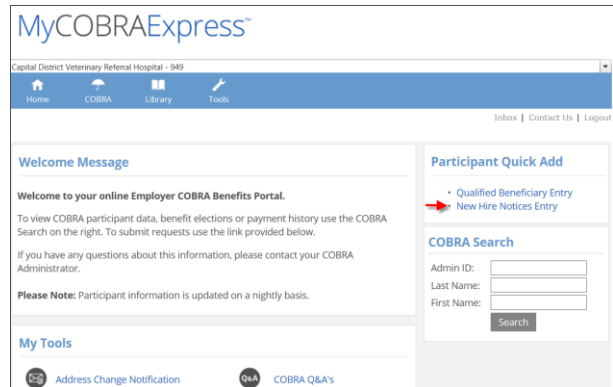 MyCOBRAExpress™
Capital District Veterinary Referral Hospital - 949
Home COBRA Library Tools
Inbox | Contact Us | Logout
Welcome Message
Welcome to your online Employer COBRA Benefits Portal.
To view COBRA participant data, benefit elections or payment history use the COBRA
Search on the right. To submit requests use the link provided below.
If you have any questions about this information, please contact your COBRA
Administrator.
Please Note: Participant information is updated on a nightly basis.
My Tools
Address Change Notification
Q&A COBRA Q&A's
Participant Quick Add
• Qualified Beneficiary Entry
• New Hire Notices Entry
COBRA Search
Admin ID:
Last Name:
First Name:
Search